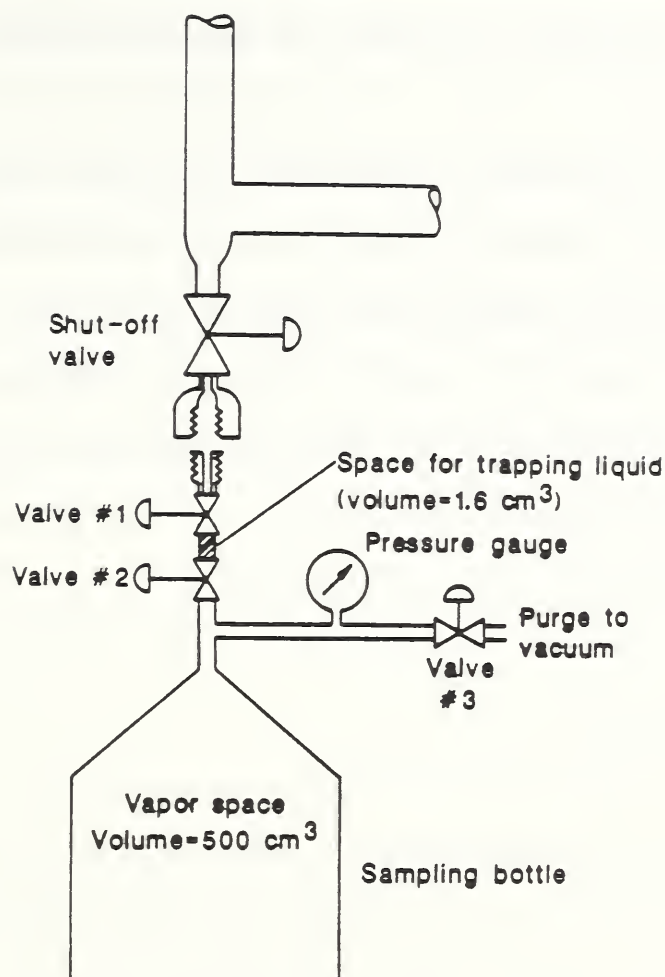 Shut-off
valve
Space for trapping liquid
(volume=1.6 cm³)
Valve #1
Pressure gauge
Valve #2
Purge to
vacuum
Valve
#3
Vapor space
Volume=500 cm³
Sampling bottle